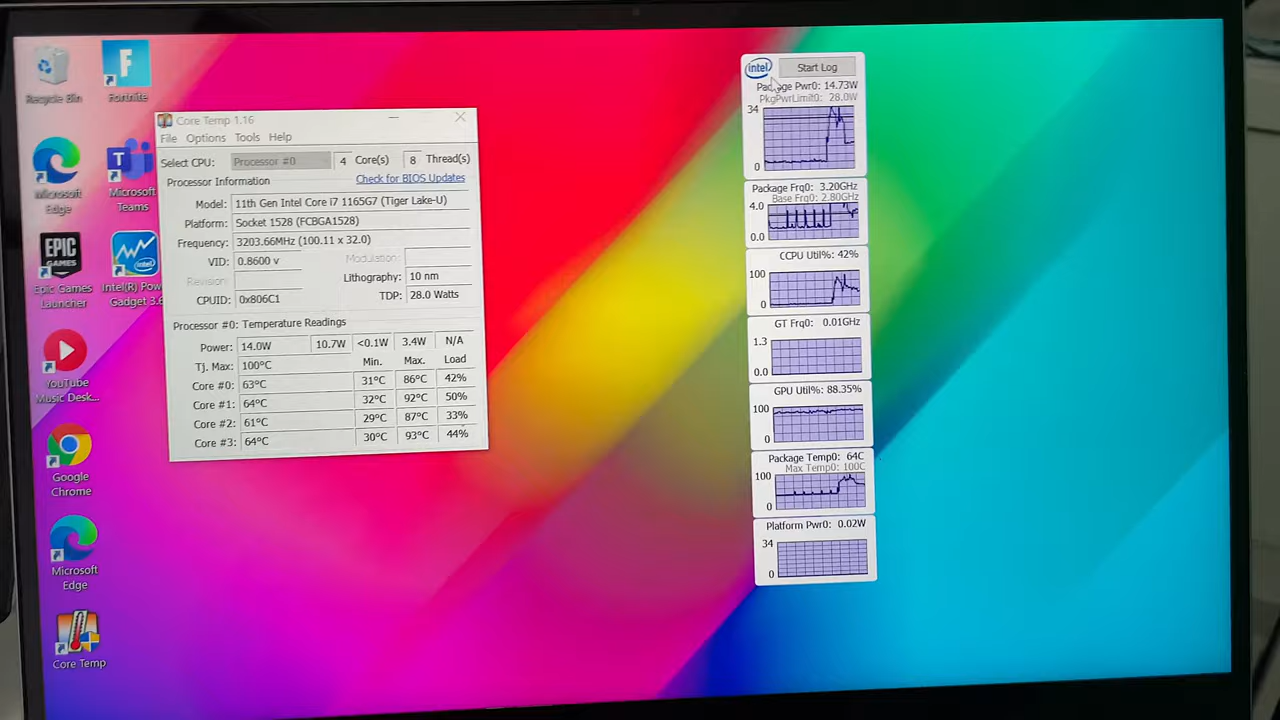 Recycle Bin
F
Fortnite
Microsoft
Edge
Microsoft
Teams
EPIC
GAMES
Epic Games
Launcher
intel
Intel(R) Pow
Gadget 3.6
YouTube
Music Desk...
Google
Chrome
Microsoft
Edge
Core Temp
Core Temp 1.16
File Options Tools Help
Select CPU: Processor #0 4 Core(s) 8 Thread(s)
Processor Information Check for BIOS Updates
Model: 11th Gen Intel Core i7 1165G7 (Tiger Lake-U)
Platform: Socket 1528 (FCBGA1528)
Frequency: 3203.66MHz (100.11 x 32.0)
VID: 0.8600 v Modulation:
Revision: Lithography: 10 nm
CPUID: 0x806C1 TDP: 28.0 Watts
Processor #0: Temperature Readings
Power: 14.0W 10.7W <0.1W 3.4W N/A
Tj. Max: 100°C Min. Max. Load
Core #0: 63°C 31°C 86°C 42%
Core #1: 64°C 32°C 92°C 50%
Core #2: 61°C 29°C 87°C 33%
Core #3: 64°C 30°C 93°C 44%
intel Start Log
Package Pwr0: 14.73W
PkgPwrLimit0: 28.0W
34
0
Package Frq0: 3.20GHz
Base Frq0: 2.80GHz
4.0
0.0
CCPU Util%: 42%
100
0
GT Frq0: 0.01GHz
1.3
0.0
GPU Util%: 88.35%
100
0
Package Temp0: 64C
Max Temp0: 100C
100
0
Platform Pwr0: 0.02W
34
0